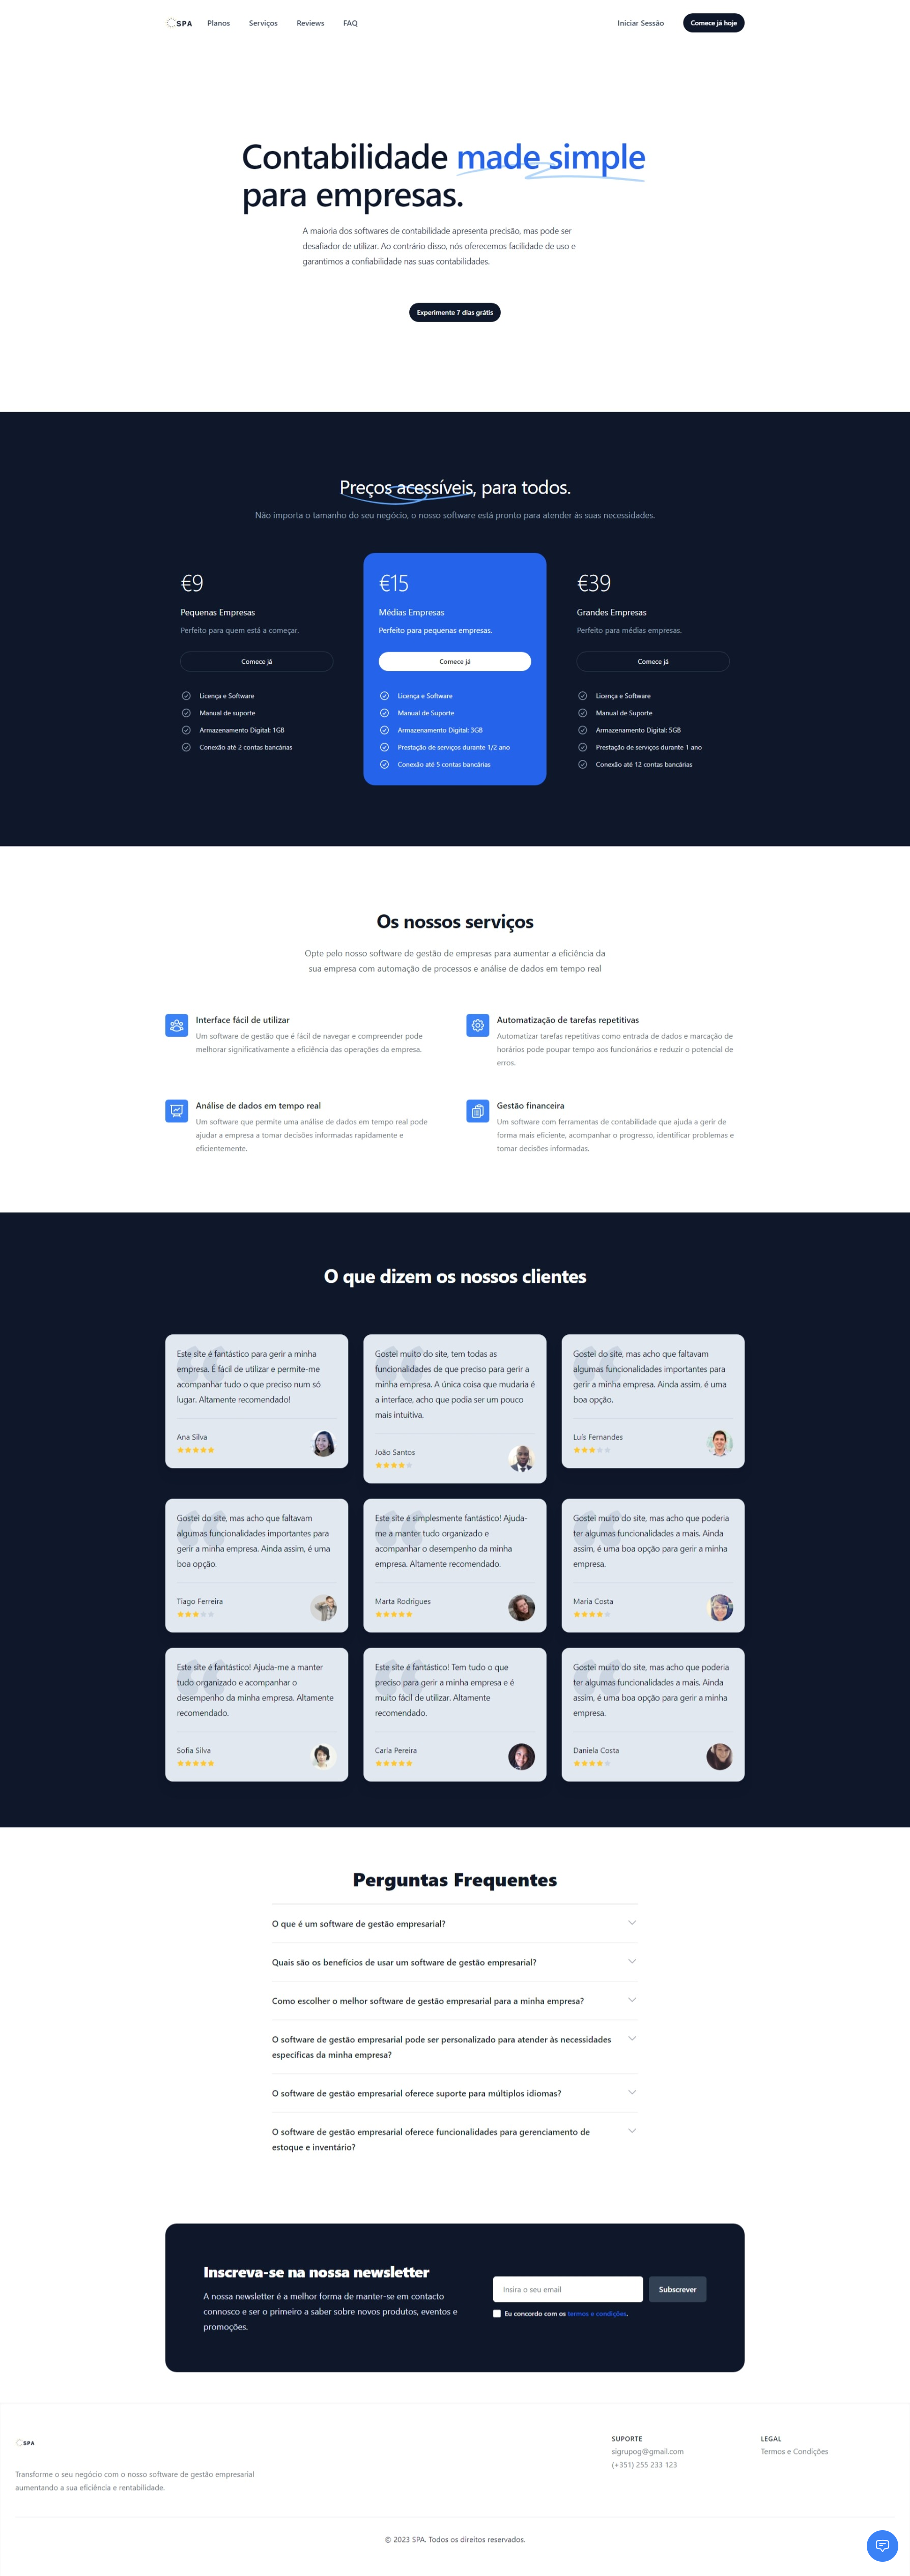 SPA
Planos
Serviços
Reviews
FAQ
Iniciar Sessão
Comece já hoje
Contabilidade made simple
para empresas.
A maioria dos softwares de contabilidade apresenta precisão, mas pode ser
desafiador de utilizar. Ao contrário disso, nós oferecemos facilidade de uso e
garantimos a confiabilidade nas suas contabilidades.
Experimente 7 dias grátis
Preços acessíveis, para todos.
Não importa o tamanho do seu negócio, o nosso software está pronto para atender às suas necessidades.
€9
Pequenas Empresas
Perfeito para quem está a começar.
Comece já
Licença e Software
Manual de suporte
Armazenamento Digital: 1GB
Conexão até 2 contas bancárias
€15
Médias Empresas
Perfeito para pequenas empresas.
Comece já
Licença e Software
Manual de Suporte
Armazenamento Digital: 3GB
Prestação de serviços durante 1/2 ano
Conexão até 5 contas bancárias
€39
Grandes Empresas
Perfeito para médias empresas.
Comece já
Licença e Software
Manual de Suporte
Armazenamento Digital: 5GB
Prestação de serviços durante 1 ano
Conexão até 12 contas bancárias
Os nossos serviços
Opte pelo nosso software de gestão de empresas para aumentar a eficiência da
sua empresa com automação de processos e análise de dados em tempo real
Interface fácil de utilizar
Um software de gestão que é fácil de navegar e compreender pode
melhorar significativamente a eficiência das operações da empresa.
Automatização de tarefas repetitivas
Automatizar tarefas repetitivas como entrada de dados e marcação de
horários pode poupar tempo aos funcionários e reduzir o potencial de
erros.
Análise de dados em tempo real
Um software que permite uma análise de dados em tempo real pode
ajudar a empresa a tomar decisões informadas rapidamente e
eficientemente.
Gestão financeira
Um software com ferramentas de contabilidade que ajuda a gerir de
forma mais eficiente, acompanhar o progresso, identificar problemas e
tomar decisões informadas.
O que dizem os nossos clientes
Este site é fantástico para gerir a minha
empresa. É fácil de utilizar e permite-me
acompanhar tudo o que preciso num só
lugar. Altamente recomendado!
Ana Silva
Gostei muito do site, tem todas as
funcionalidades de que preciso para gerir a
minha empresa. A única coisa que mudaria é
a interface, acho que podia ser um pouco
mais intuitiva.
João Santos
Gostei do site, mas acho que faltavam
algumas funcionalidades importantes para
gerir a minha empresa. Ainda assim, é uma
boa opção.
Luís Fernandes
Gostei do site, mas acho que faltavam
algumas funcionalidades importantes para
gerir a minha empresa. Ainda assim, é uma
boa opção.
Tiago Ferreira
Este site é simplesmente fantástico! Ajuda-
me a manter tudo organizado e
acompanhar o desempenho da minha
empresa. Altamente recomendado.
Marta Rodrigues
Gostei muito do site, mas acho que poderia
ter algumas funcionalidades a mais. Ainda
assim, é uma boa opção para gerir a minha
empresa.
Maria Costa
Este site é fantástico! Ajuda-me a manter
tudo organizado e acompanhar o
desempenho da minha empresa. Altamente
recomendado.
Sofia Silva
Este site é fantástico! Tem tudo o que
preciso para gerir a minha empresa e é
muito fácil de utilizar. Altamente
recomendado.
Carla Pereira
Gostei muito do site, mas acho que poderia
ter algumas funcionalidades a mais. Ainda
assim, é uma boa opção para gerir a minha
empresa.
Daniela Costa
Perguntas Frequentes
O que é um software de gestão empresarial?
Quais são os benefícios de usar um software de gestão empresarial?
Como escolher o melhor software de gestão empresarial para a minha empresa?
O software de gestão empresarial pode ser personalizado para atender às necessidades
específicas da minha empresa?
O software de gestão empresarial oferece suporte para múltiplos idiomas?
O software de gestão empresarial oferece funcionalidades para gerenciamento de
estoque e inventário?
Inscreva-se na nossa newsletter
A nossa newsletter é a melhor forma de manter-se em contacto
connosco e ser o primeiro a saber sobre novos produtos, eventos e
promoções.
Insira o seu email
Subscrever
Eu concordo com os termos e condições.
SPA
Transforme o seu negócio com o nosso software de gestão empresarial
aumentando a sua eficiência e rentabilidade.
SUPORTE
sigrupog@gmail.com
(+351) 255 233 123
LEGAL
Termos e Condições
© 2023 SPA. Todos os direitos reservados.